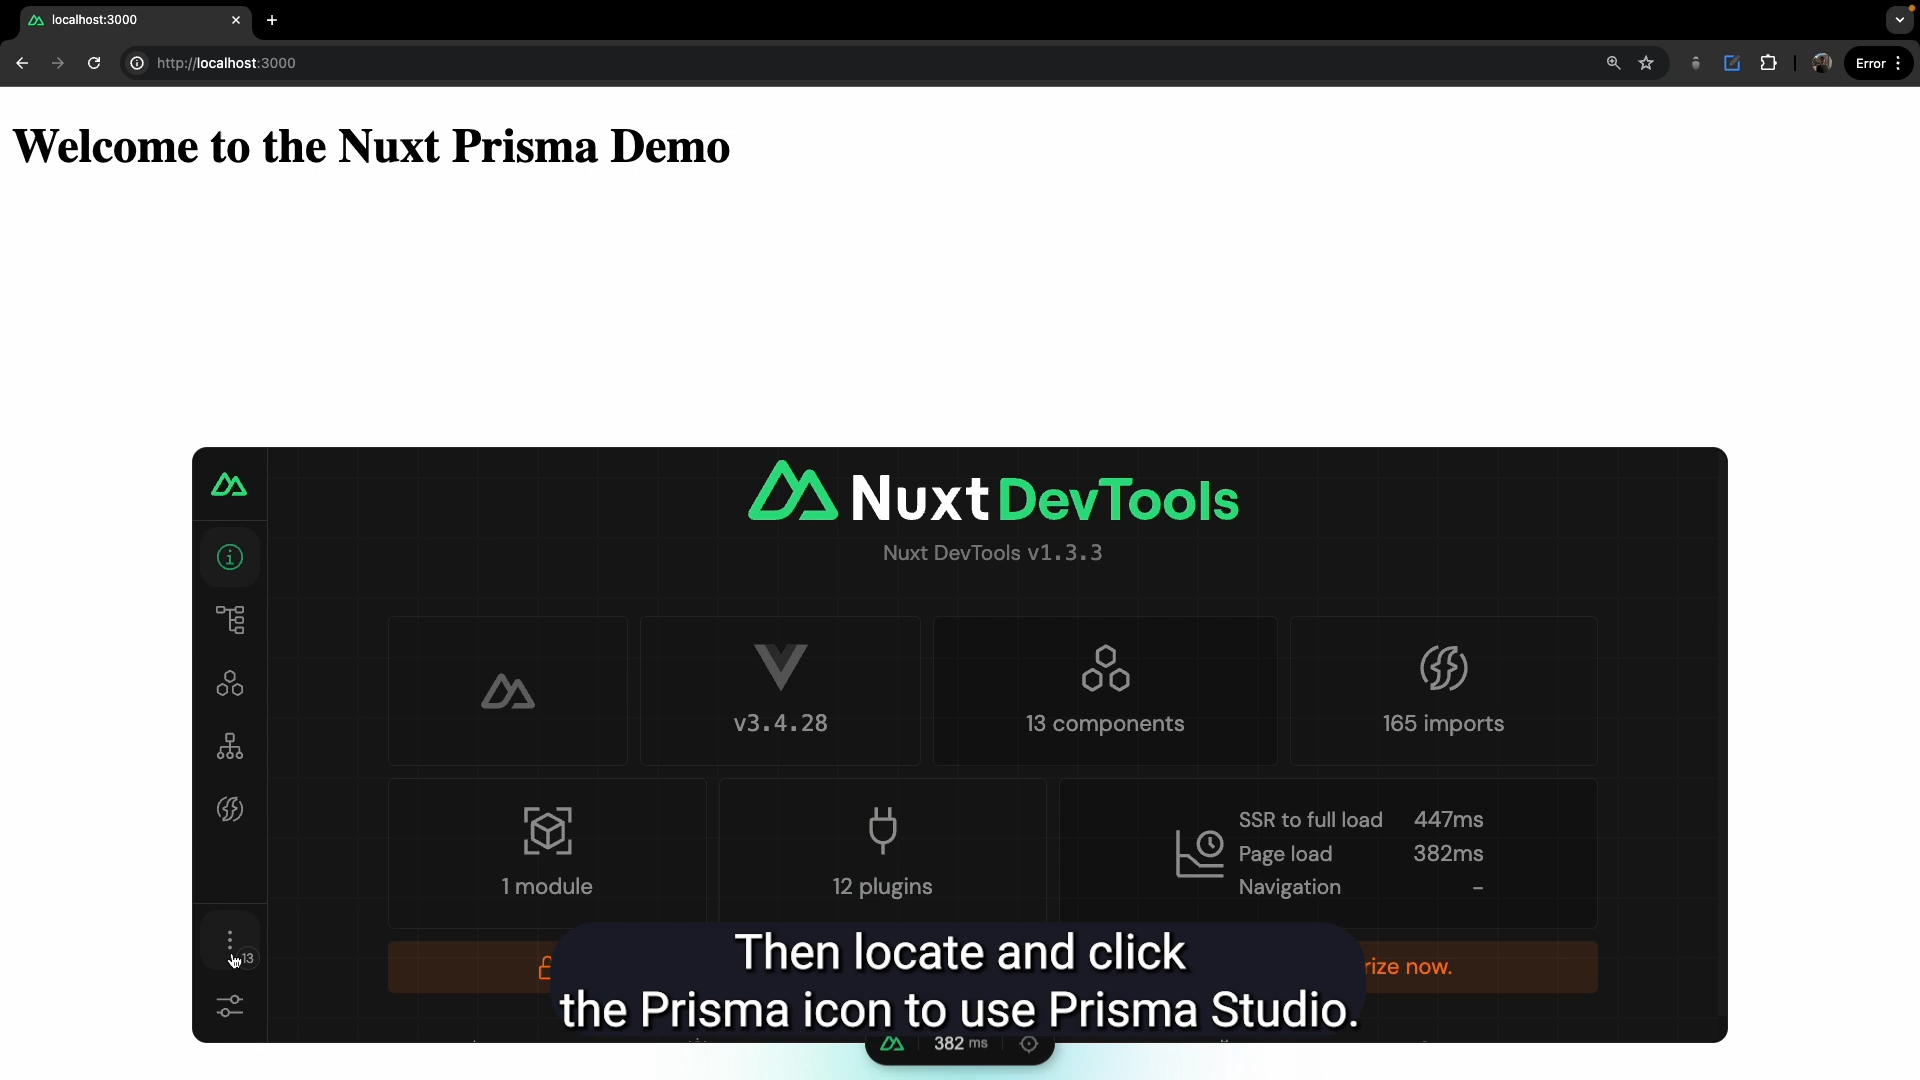 localhost:3000
http://localhost:3000
Error
Welcome to the Nuxt Prisma Demo
Nuxt DevTools
Nuxt DevTools v1.3.3
v3.4.28
13 components
165 imports
1 module
12 plugins
SSR to full load 447ms
Page load 382ms
Navigation –
13
rize now.
Then locate and click
the Prisma icon to use Prisma Studio.
382 ms